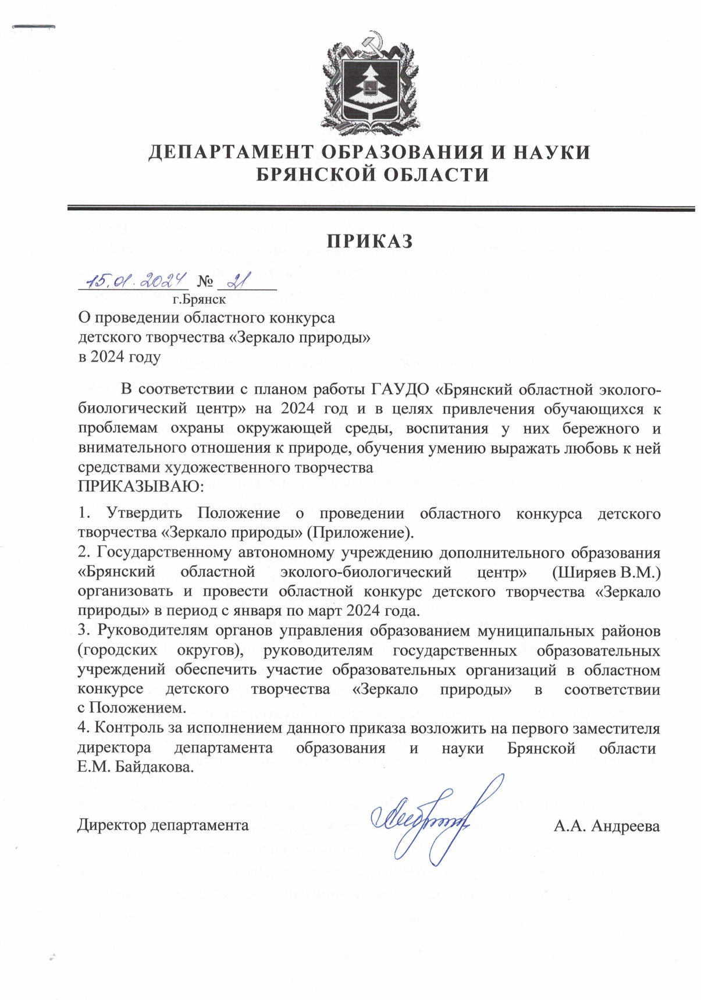 ДЕПАРТАМЕНТ ОБРАЗОВАНИЯ И НАУКИ
БРЯНСКОЙ ОБЛАСТИ
ПРИКАЗ
15.01.2024 № 21
г.Брянск
О проведении областного конкурса
детского творчества «Зеркало природы»
в 2024 году
В соответствии с планом работы ГАУДО «Брянский областной эколого-
биологический центр» на 2024 год и в целях привлечения обучающихся к
проблемам охраны окружающей среды, воспитания у них бережного и
внимательного отношения к природе, обучения умению выражать любовь к ней
средствами художественного творчества
ПРИКАЗЫВАЮ:
1. Утвердить Положение о проведении областного конкурса детского
творчества «Зеркало природы» (Приложение).
2. Государственному автономному учреждению дополнительного образования
«Брянский областной эколого-биологический центр» (Ширяев В.М.)
организовать и провести областной конкурс детского творчества «Зеркало
природы» в период с января по март 2024 года.
3. Руководителям органов управления образованием муниципальных районов
(городских округов), руководителям государственных образовательных
учреждений обеспечить участие образовательных организаций в областном
конкурсе детского творчества «Зеркало природы» в соответствии
с Положением.
4. Контроль за исполнением данного приказа возложить на первого заместителя
директора департамента образования и науки Брянской области
Е.М. Байдакова.
Директор департамента А.А. Андреева